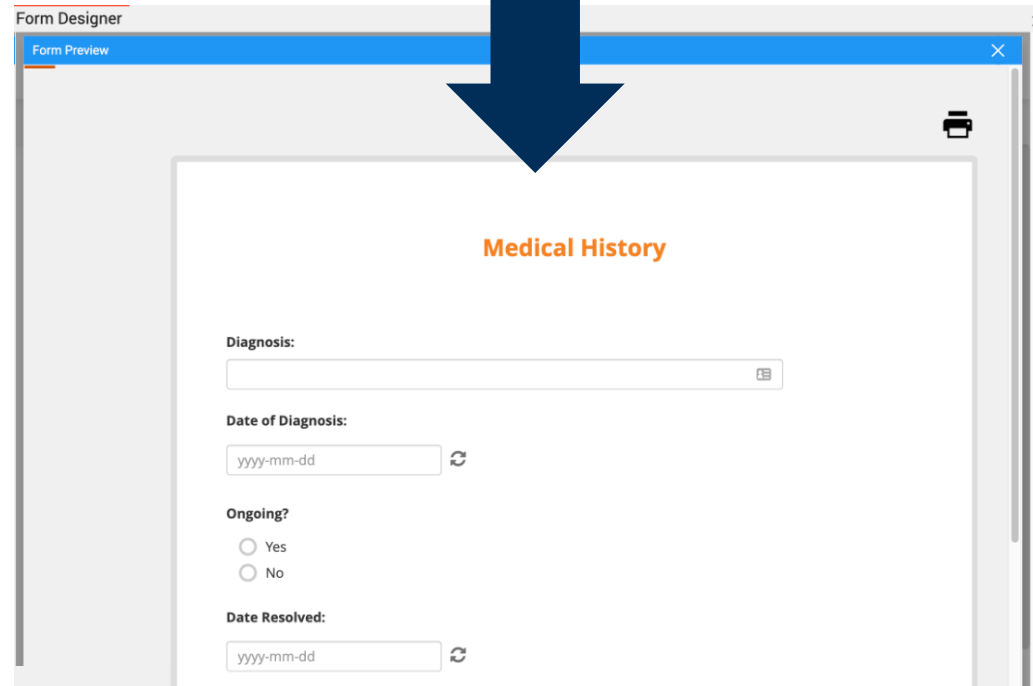 Form Designer
Form Preview
Medical History
Diagnosis:
Date of Diagnosis:
yyyy-mm-dd
Ongoing?
Yes
No
Date Resolved:
yyyy-mm-dd